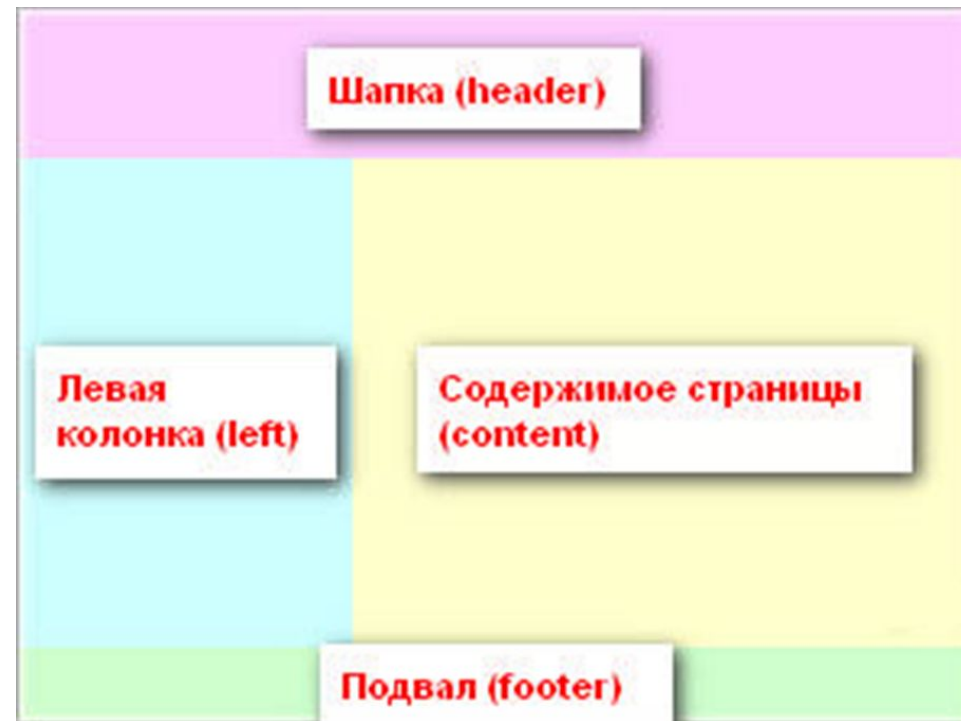 Шапка (header)
Левая
колонка (left)
Содержимое страницы
(content)
Подвал (footer)